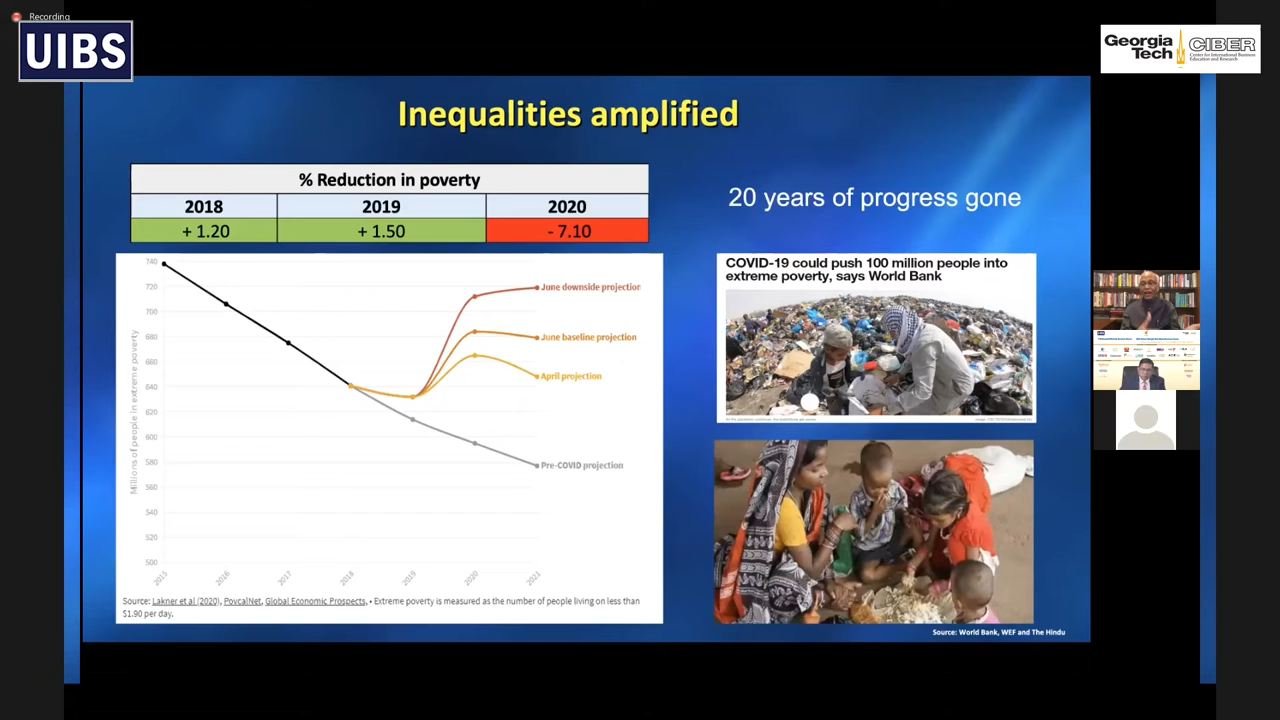 Recording
UIBS
Georgia
Tech
CIBER
Center for International Business
Education and Research
Inequalities amplified
% Reduction in poverty
2018 2019 2020
+ 1.20 + 1.50 - 7.10
20 years of progress gone
Millions of people in extreme poverty
740
720
700
680
660
640
620
600
580
560
540
520
500
2015 2016 2017 2018 2019 2020 2021
June downside projection
June baseline projection
April projection
Pre-COVID projection
Source: Lakner et al (2020), PovcalNet, Global Economic Prospects, • Extreme poverty is measured as the number of people living on less than
$1.90 per day.
COVID-19 could push 100 million people into
extreme poverty, says World Bank
Source: World Bank, WEF and The Hindu